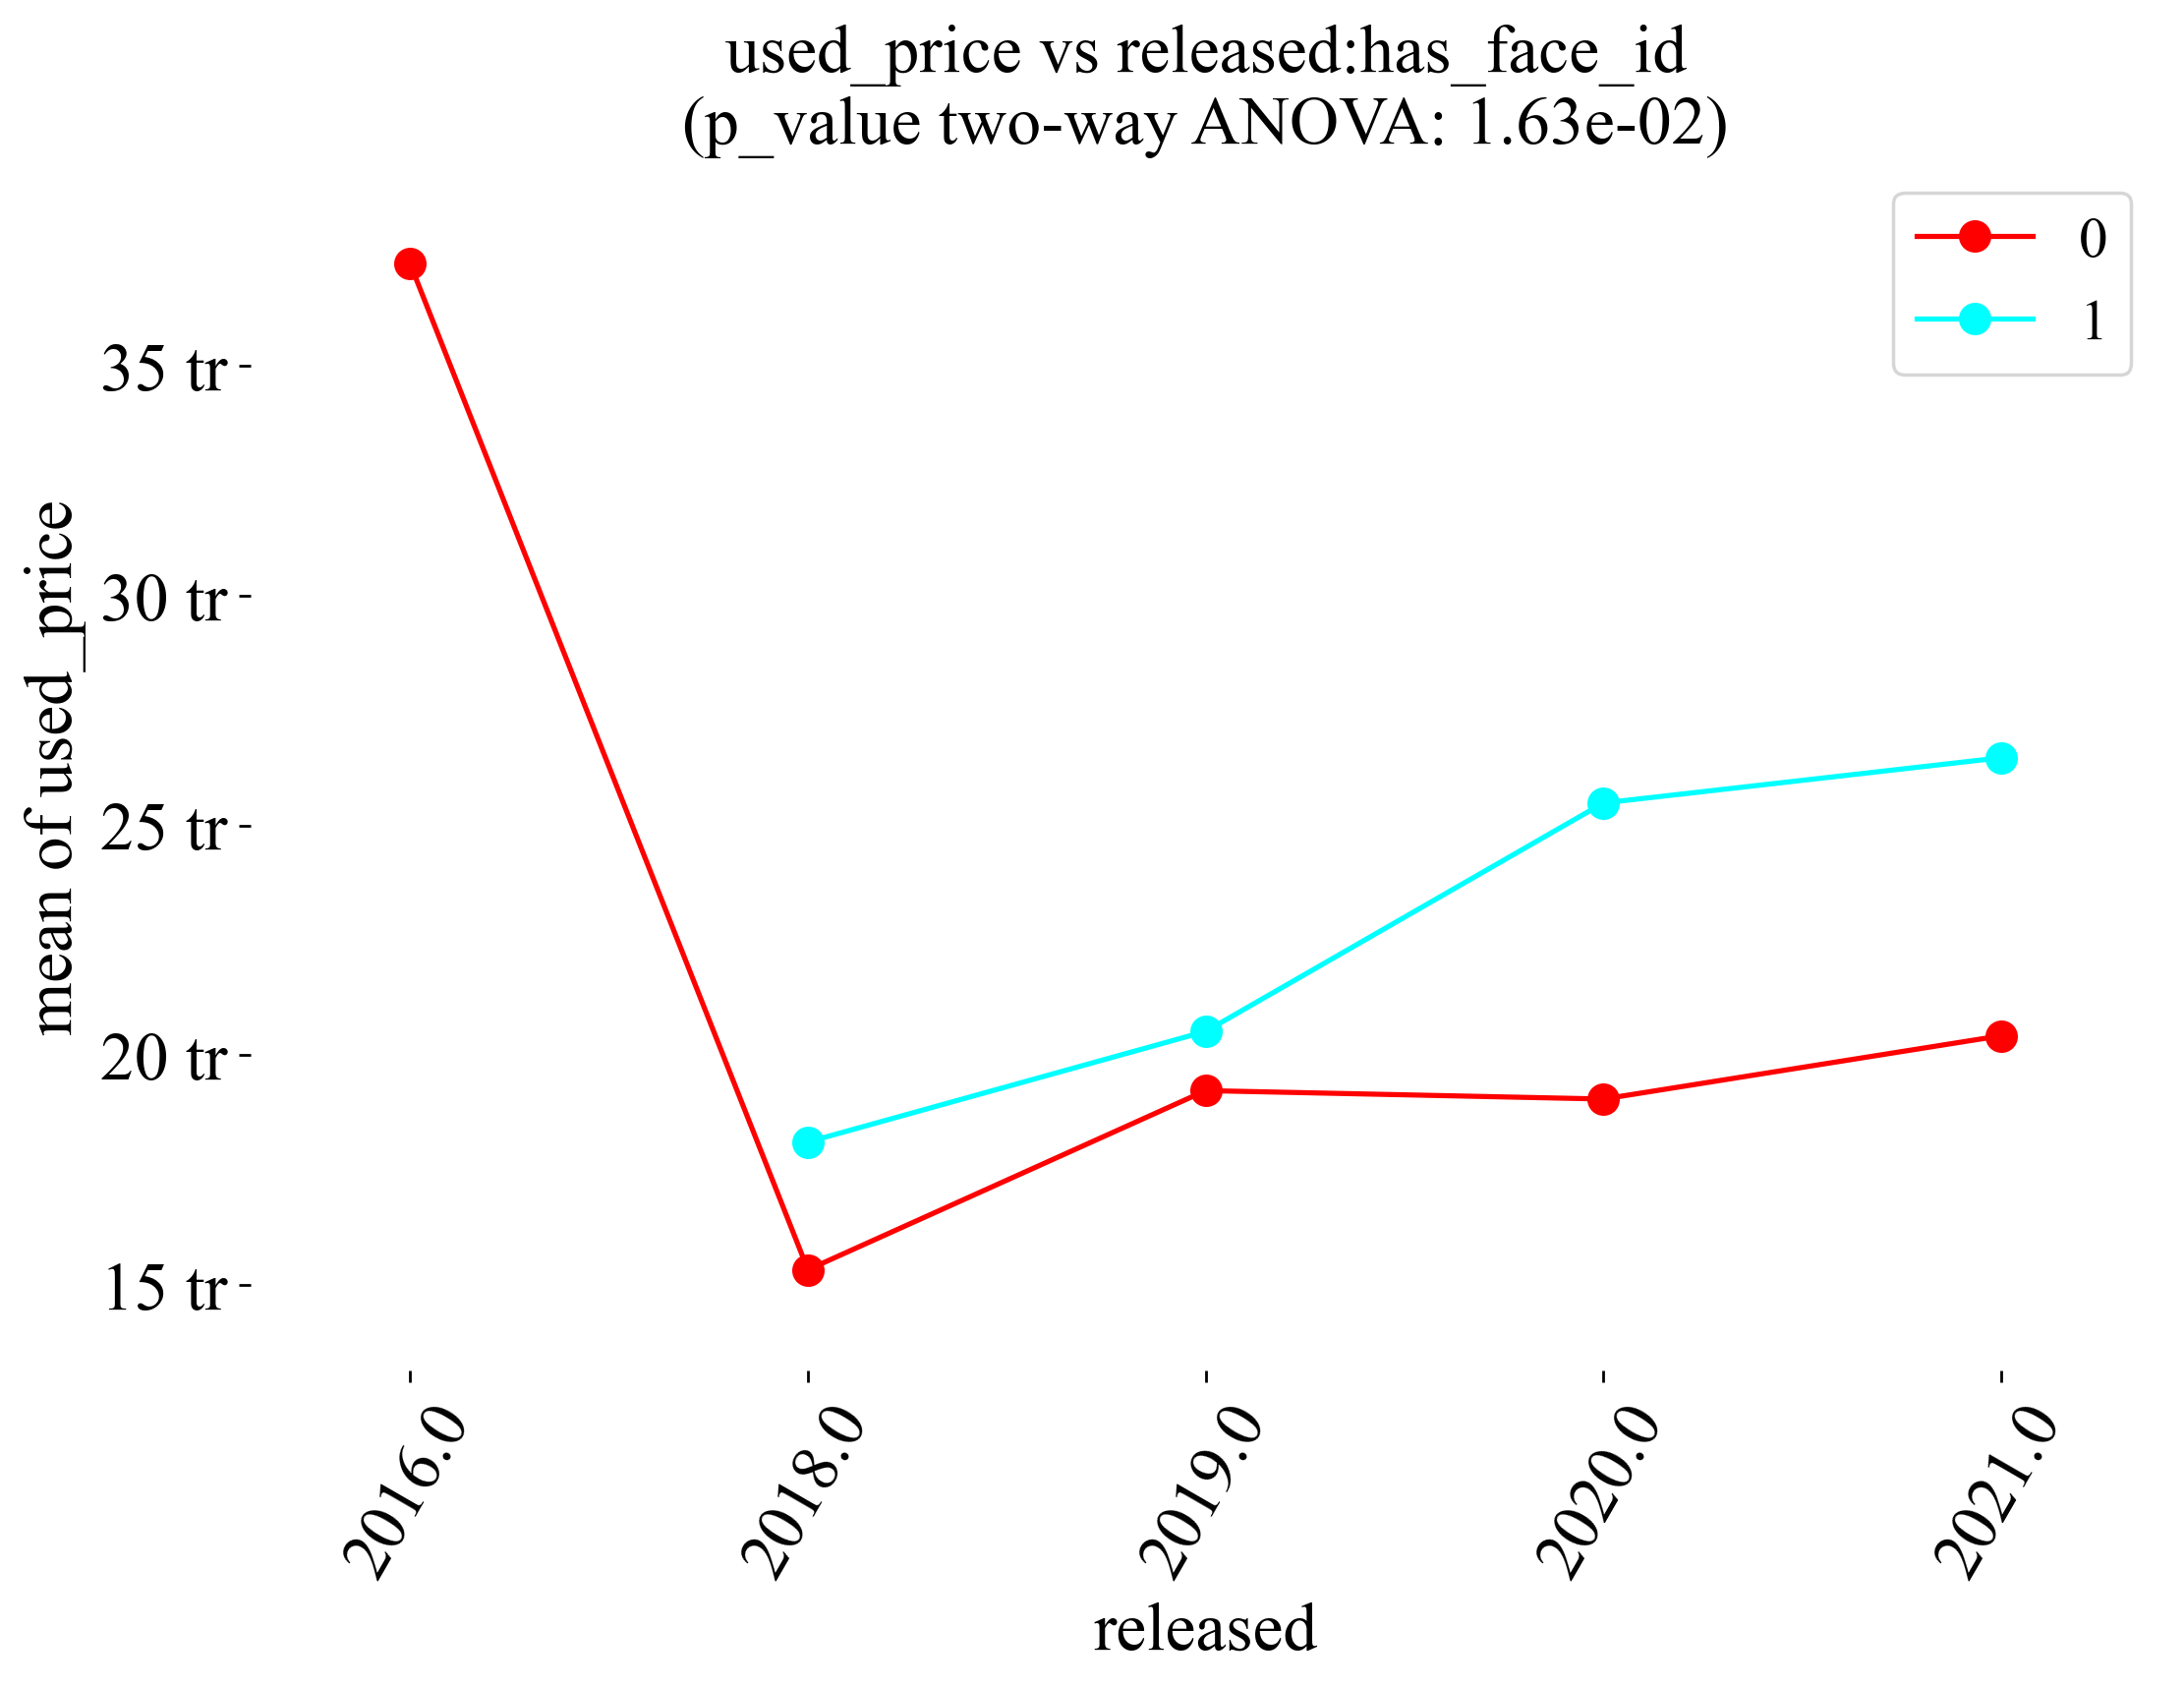 used_price vs released:has_face_id
(p_value two-way ANOVA: 1.63e-02)
0
1
mean of used_price
35 tr
30 tr
25 tr
20 tr
15 tr
2016.0
2018.0
2019.0
2020.0
2021.0
released